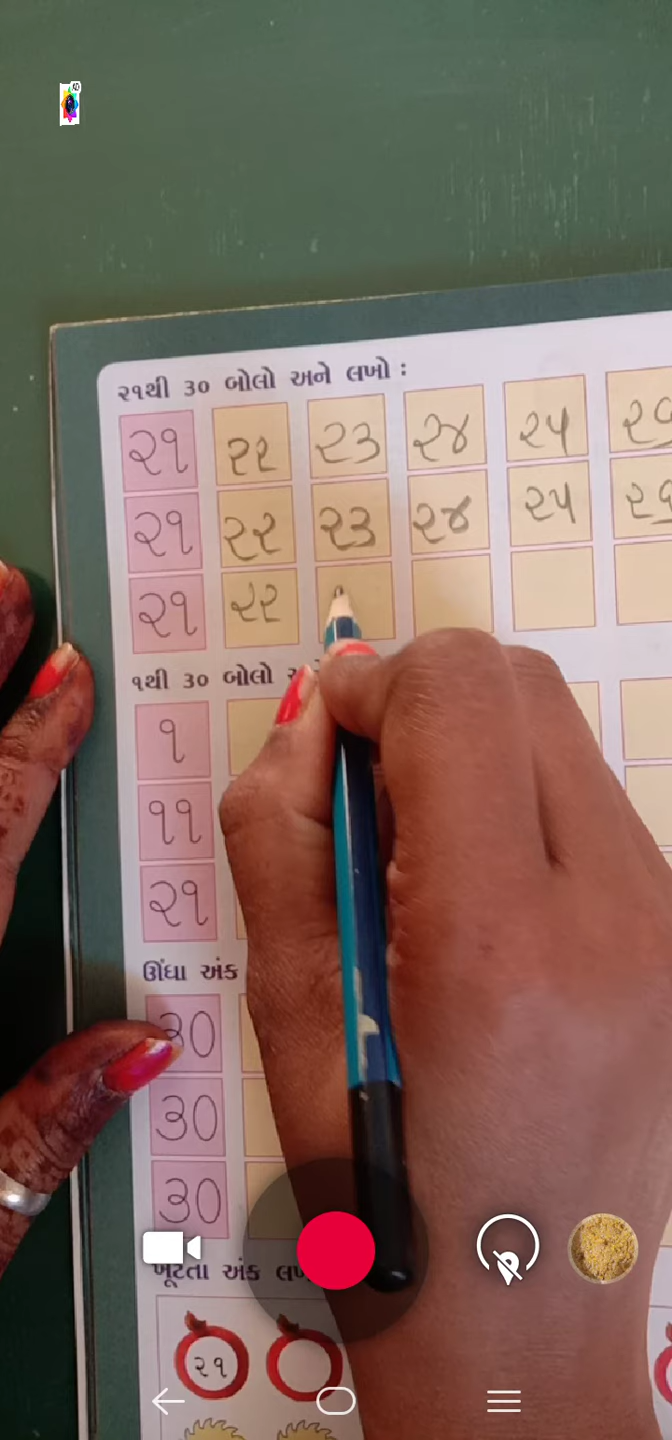 ૨૧થી ૩૦ બોલો અને લખો :
૨૧ ૨૨ ૨૩ ૨૪ ૨૫
૨૧ ૨૨ ૨૩ ૨૪ ૨૫
૨૧ ૨૨
૧થી ૩૦ બોલો
૧
૧૧
૨૧
ઊંધા અંક
૩૦
૩૦
૩૦
ખૂટતા અંક
૨૧